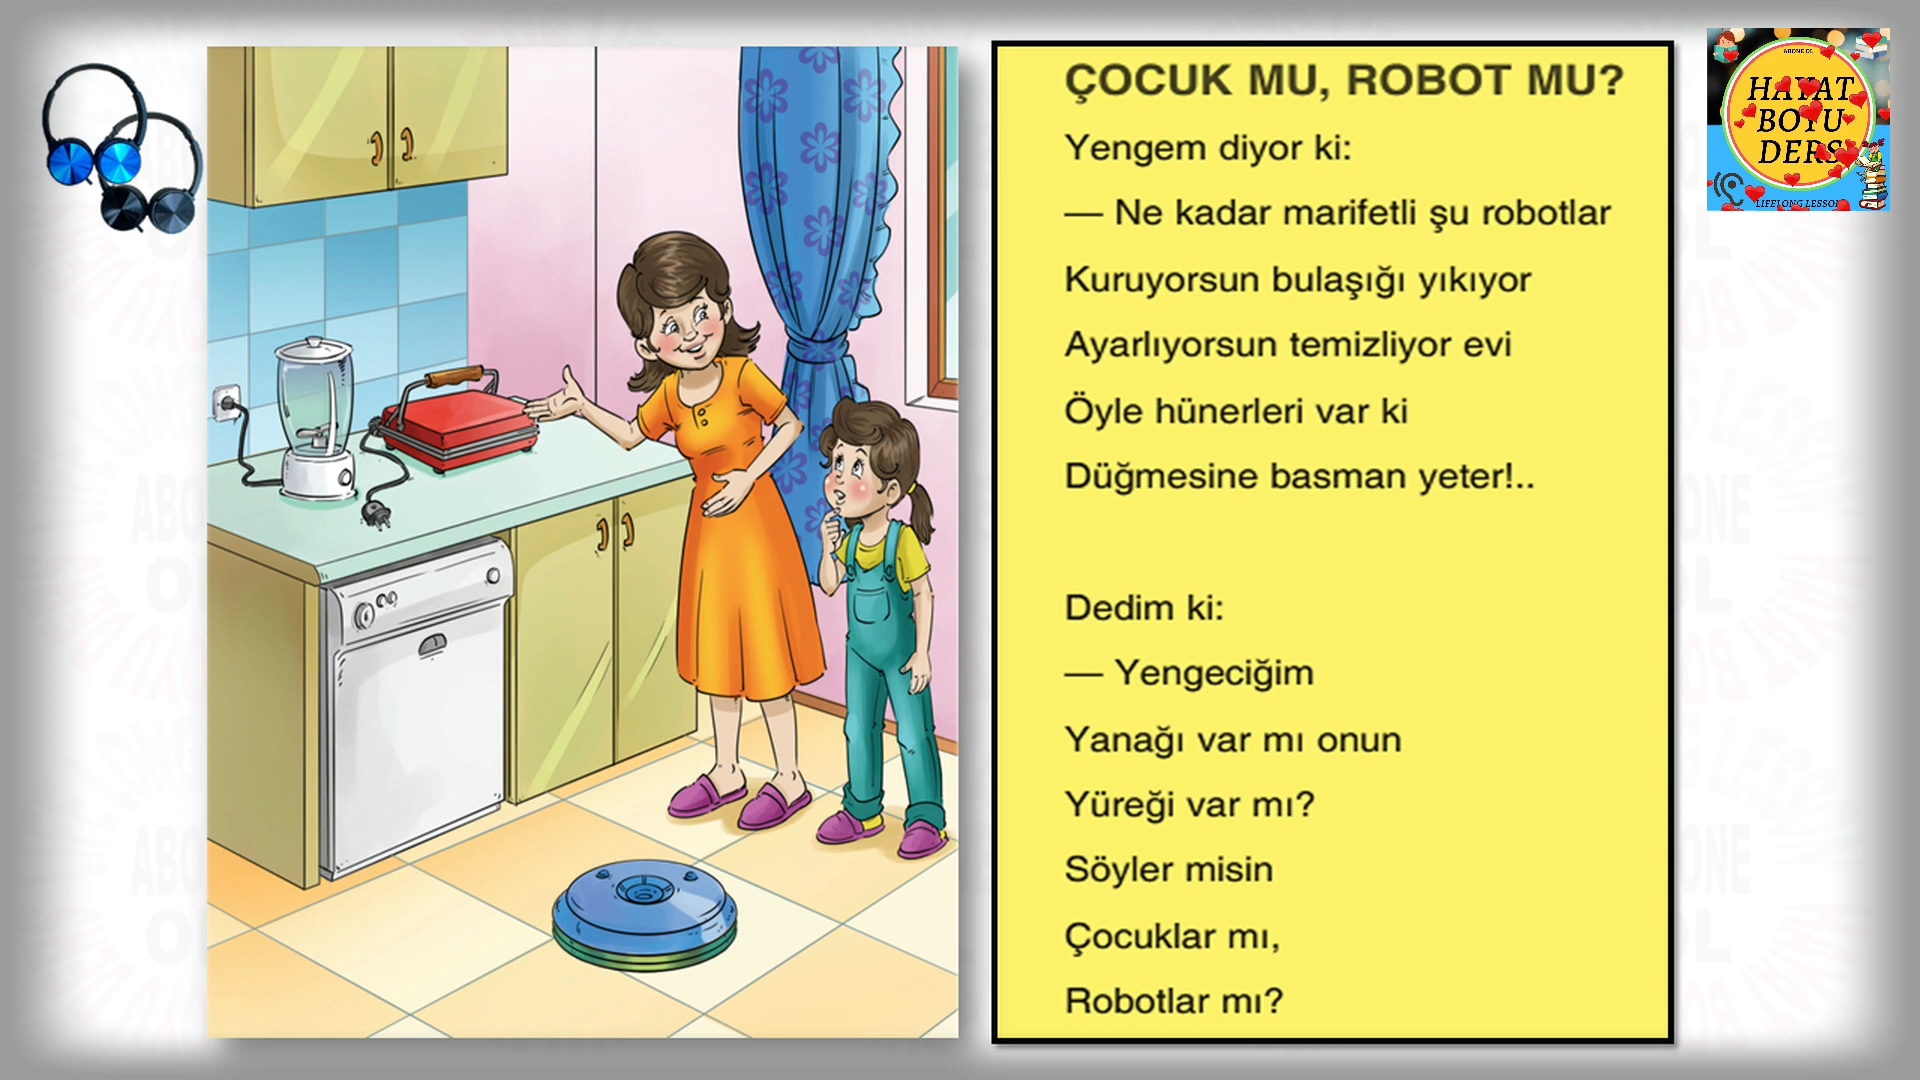 ÇOCUK MU, ROBOT MU?
Yengem diyor ki:
— Ne kadar marifetli şu robotlar
Kuruyorsun bulaşığı yıkıyor
Ayarlıyorsun temizliyor evi
Öyle hünerleri var ki
Düğmesine basman yeter!..
Dedim ki:
— Yengeciğim
Yanağı var mı onun
Yüreği var mı?
Söyler misin
Çocuklar mı,
Robotlar mı?
ABONE OL
HAYAT
BOYU
DERS
LIFELONG LESSON